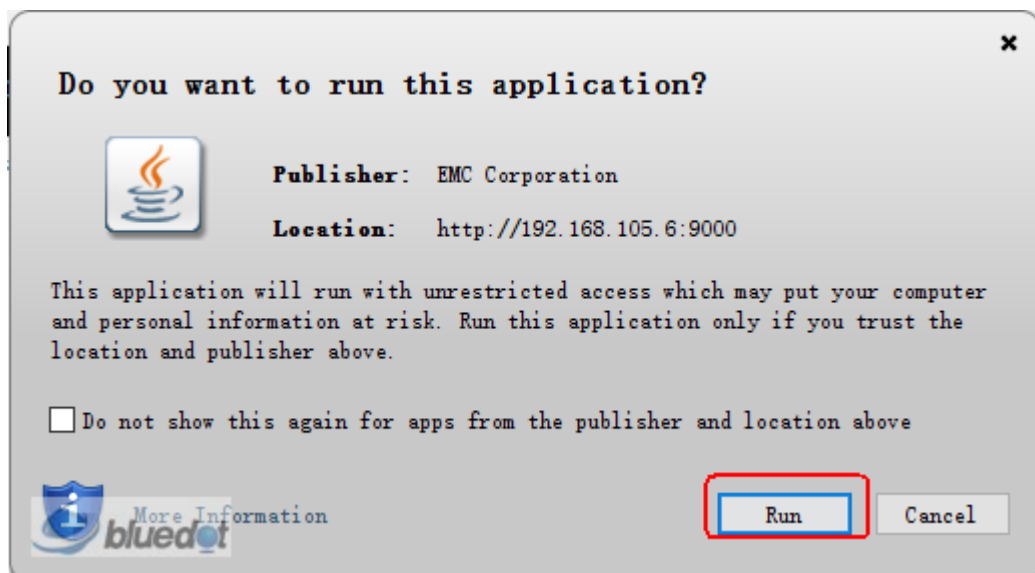 Do you want to run this application?
Publisher: EMC Corporation
Location: http://192.168.105.6:9000
This application will run with unrestricted access which may put your computer
and personal information at risk. Run this application only if you trust the
location and publisher above.
Do not show this again for apps from the publisher and location above
More Information
bluedot
Run
Cancel